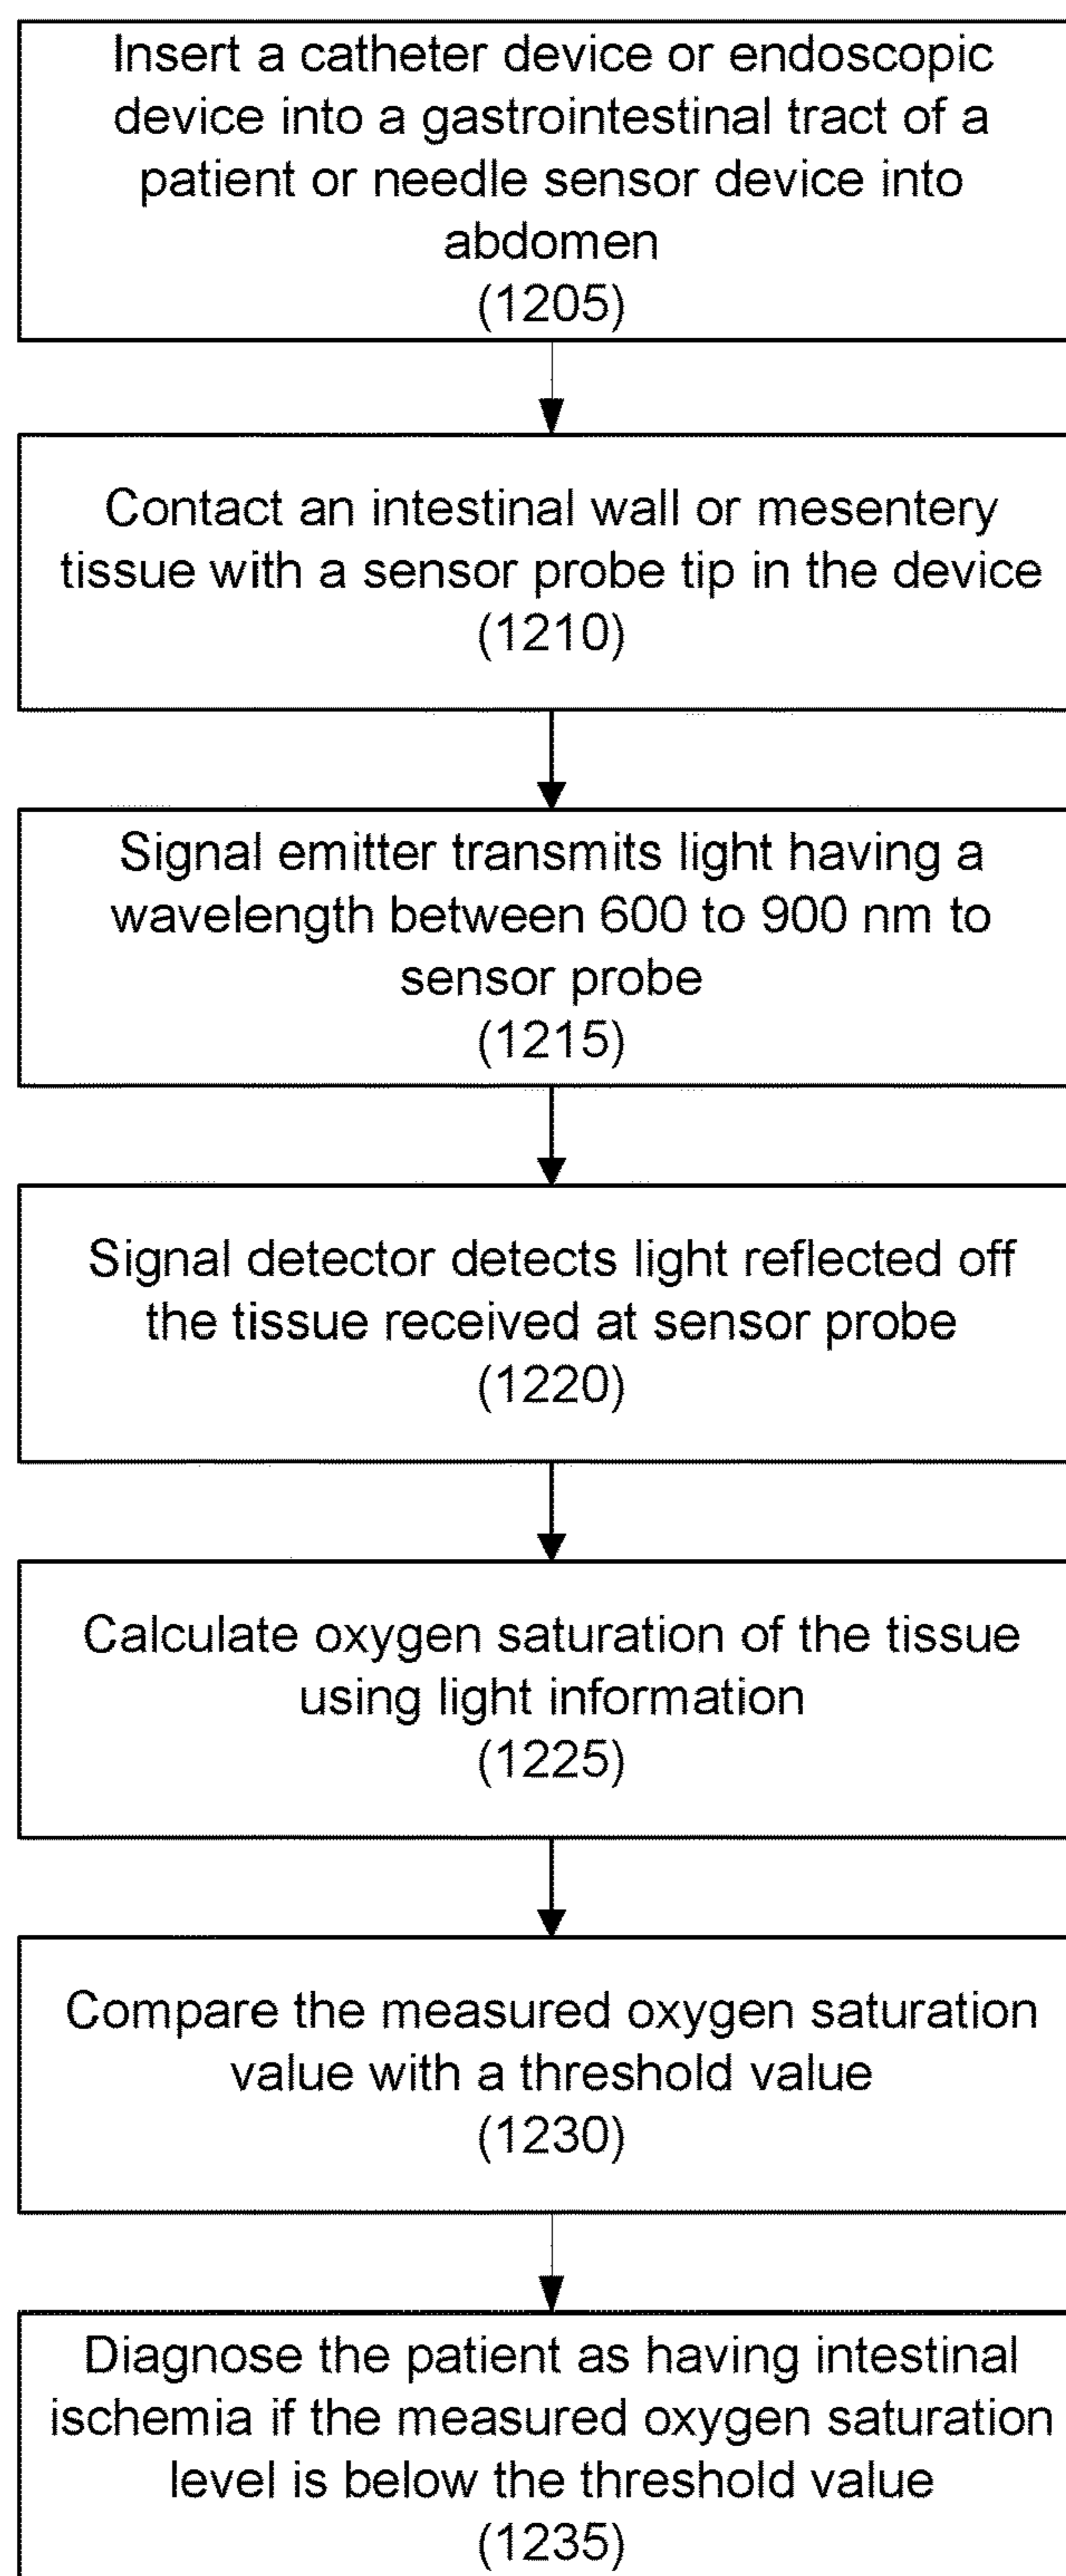 Insert a catheter device or endoscopic
device into a gastrointestinal tract of a
patient or needle sensor device into
abdomen
(1205)
Contact an intestinal wall or mesentery
tissue with a sensor probe tip in the device
(1210)
Signal emitter transmits light having a
wavelength between 600 to 900 nm to
sensor probe
(1215)
Signal detector detects light reflected off
the tissue received at sensor probe
(1220)
Calculate oxygen saturation of the tissue
using light information
(1225)
Compare the measured oxygen saturation
value with a threshold value
(1230)
Diagnose the patient as having intestinal
ischemia if the measured oxygen saturation
level is below the threshold value
(1235)